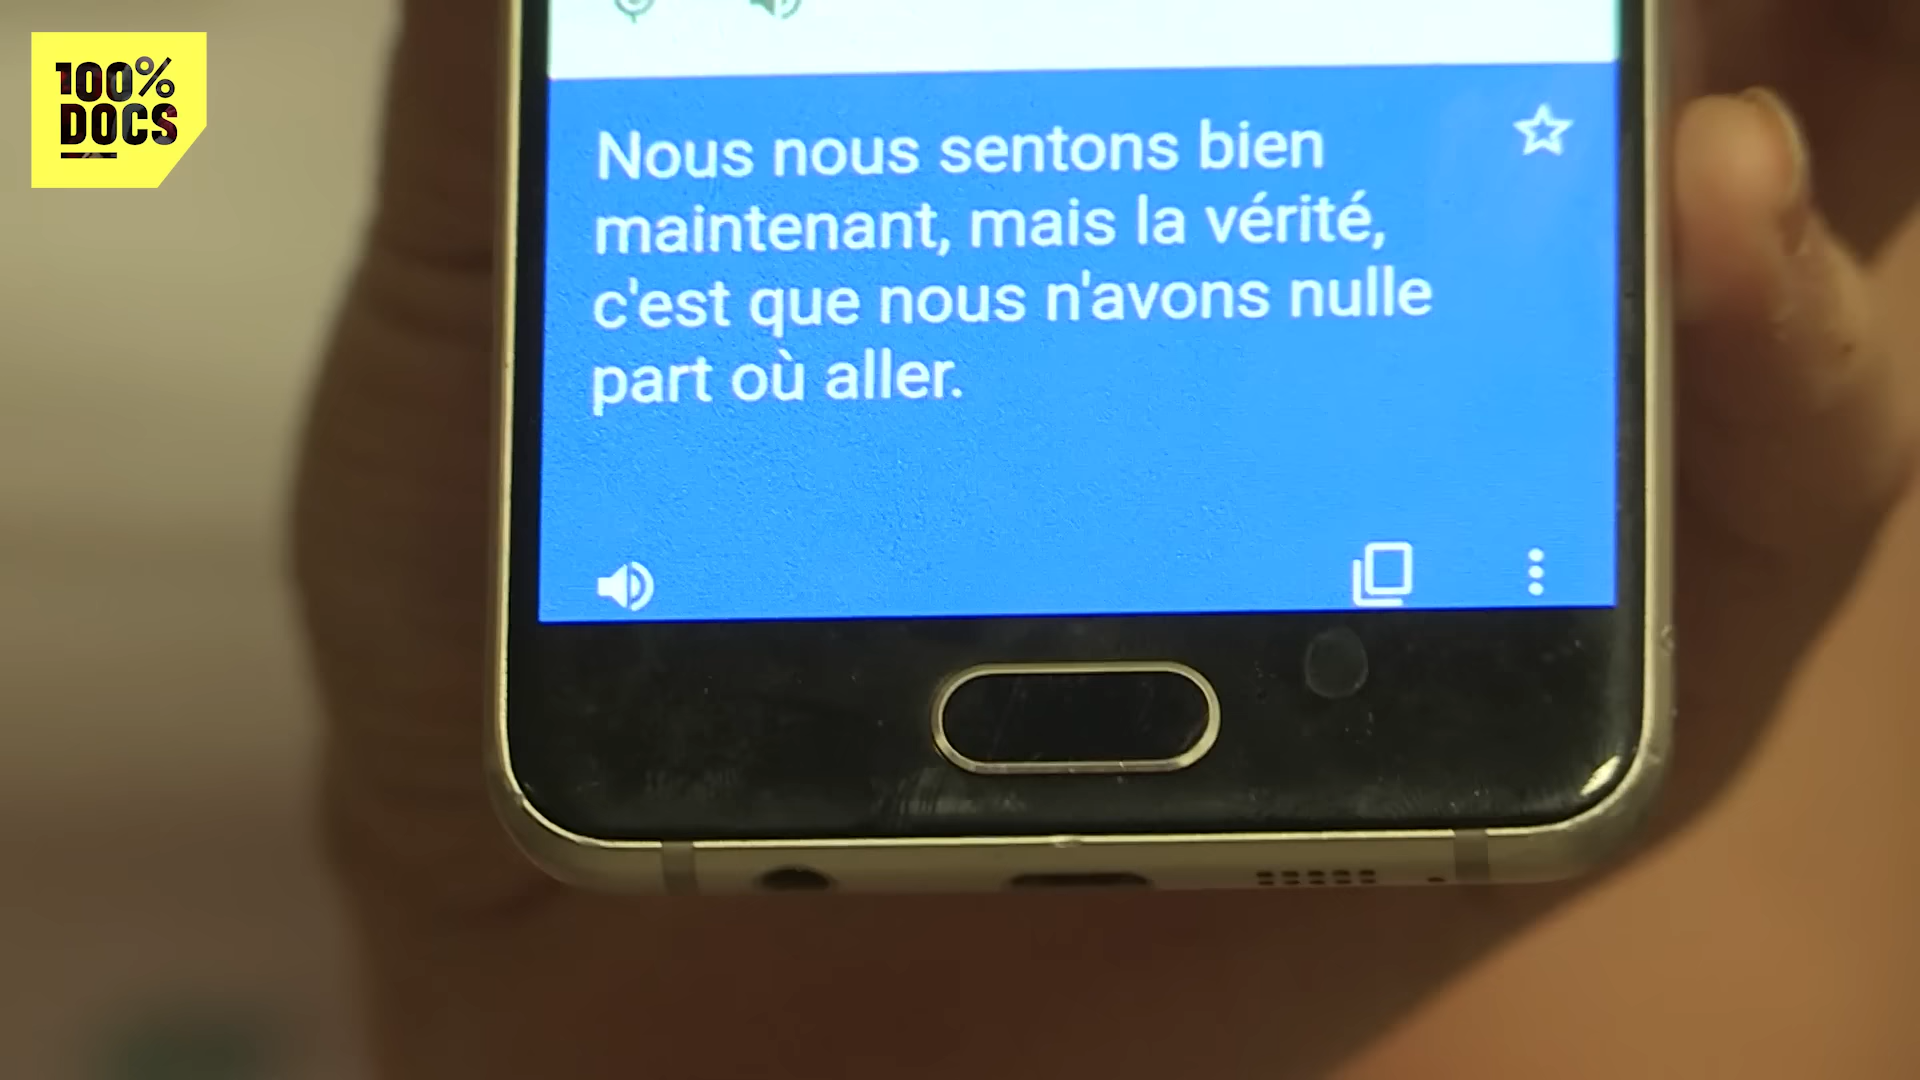 100%
DOCS
Nous nous sentons bien
maintenant, mais la vérité,
c'est que nous n'avons nulle
part où aller.